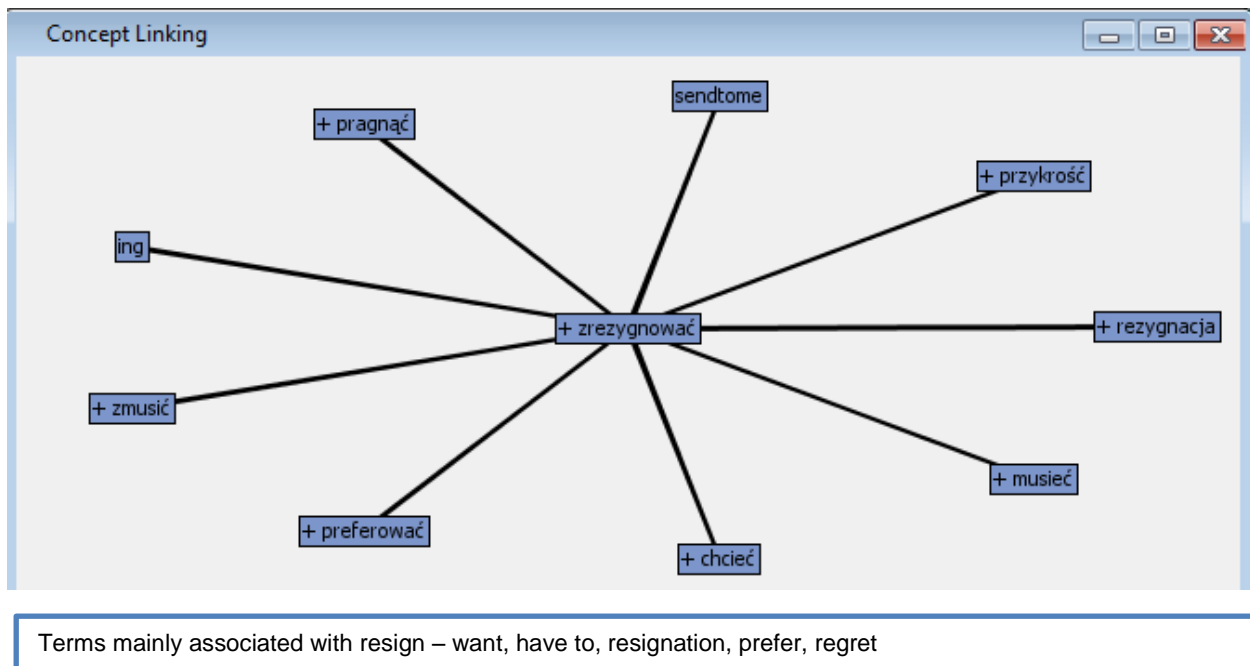 Concept Linking
sendtome
+ pragnąć
+ przykrość
ing
+ zrezygnować
+ rezygnacja
+ zmusić
+ musieć
+ preferować
+ chcieć
Terms mainly associated with resign – want, have to, resignation, prefer, regret